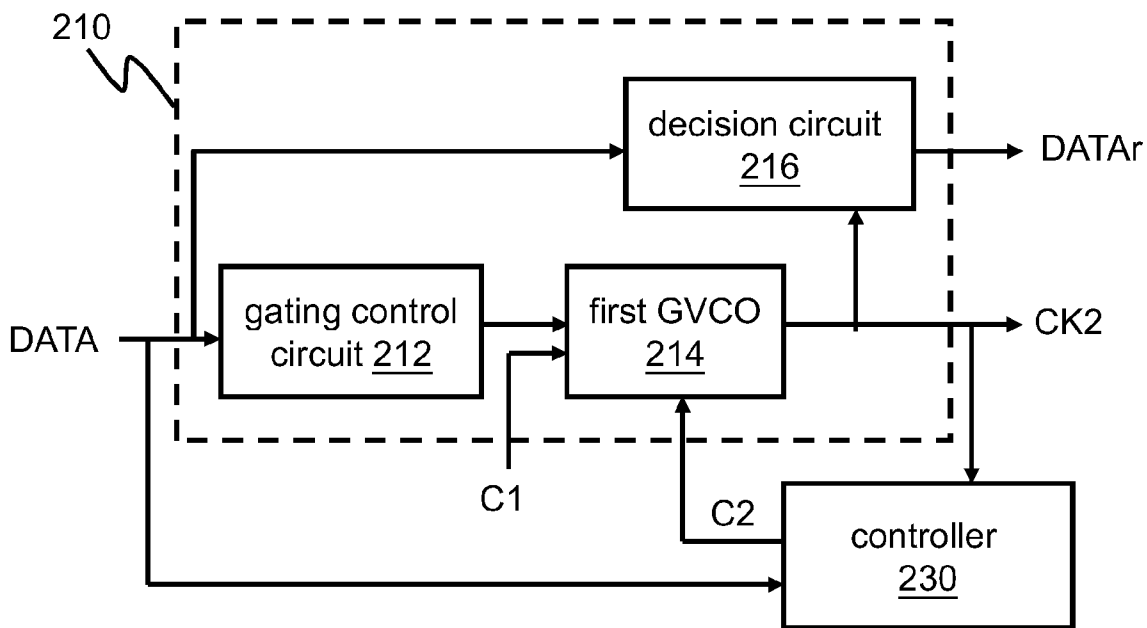 210
decision circuit
216
DATAr
DATA
gating control
circuit 212
first GVCO
214
CK2
C1
C2
controller
230